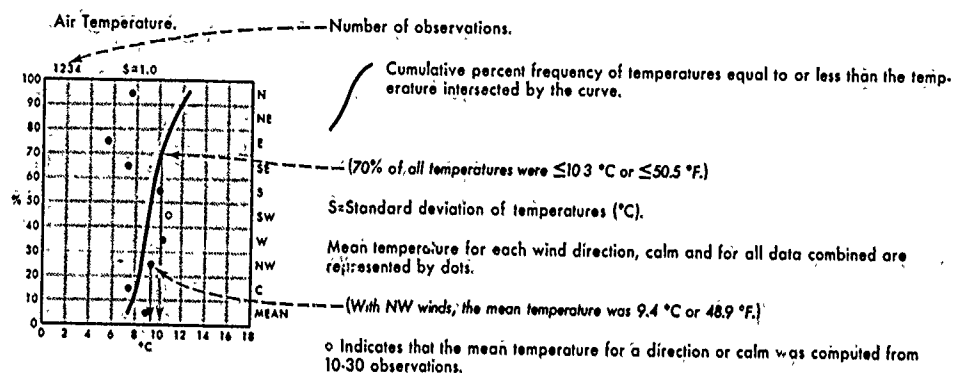 Air Temperature.
Number of observations.
1234 S=1.0
Cumulative percent frequency of temperatures equal to or less than the temp-
erature intersected by the curve.
100
90
80
70
60
50
40
30
20
10
0
%
N
NE
E
SE
S
SW
W
NW
C
MEAN
0 2 4 6 8 10 12 14 16 18
°C
(70% of all temperatures were ≤10 3 °C or ≤50.5 °F.)
S=Standard deviation of temperatures (°C).
Mean temperature for each wind direction, calm and for all data combined are
represented by dots.
(With NW winds, the mean temperature was 9.4 °C or 48.9 °F.)
o Indicates that the mean temperature for a direction or calm was computed from
10-30 observations.